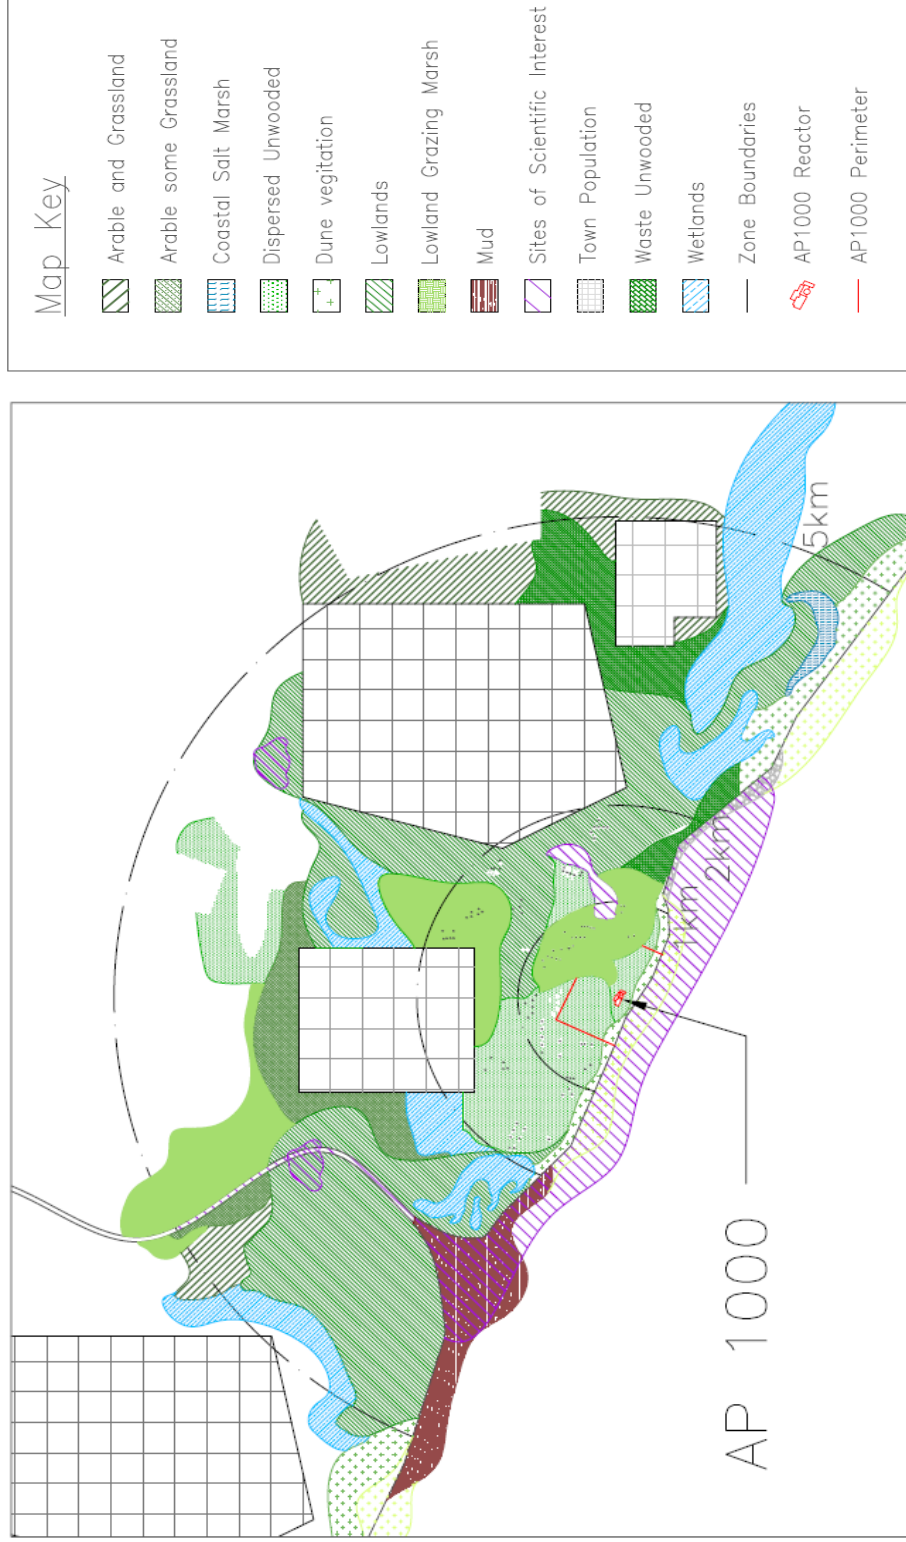 Map Key
Arable and Grassland
Arable some Grassland
Coastal Salt Marsh
Dispersed Unwooded
Dune vegitation
Lowlands
Lowland Grazing Marsh
Mud
Sites of Scientific Interest
Town Population
Waste Unwooded
Wetlands
Zone Boundaries
AP1000 Reactor
AP1000 Perimeter
1km
2km
5km
AP 1000